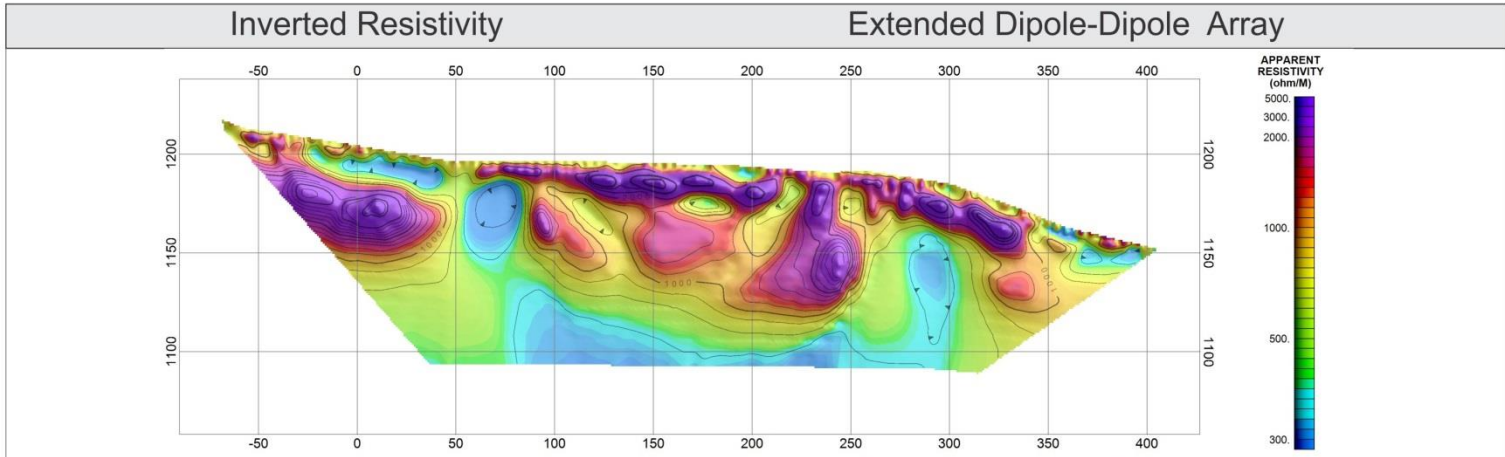 Inverted Resistivity Extended Dipole-Dipole Array
APPARENT
RESISTIVITY
(ohm/M)
-50 0 50 100 150 200 250 300 350 400
5000.
3000.
2000.
1000.
500.
300.
1200 1200
1150 1150
1100 1100
1000
1000
1000
-50 0 50 100 150 200 250 300 350 400